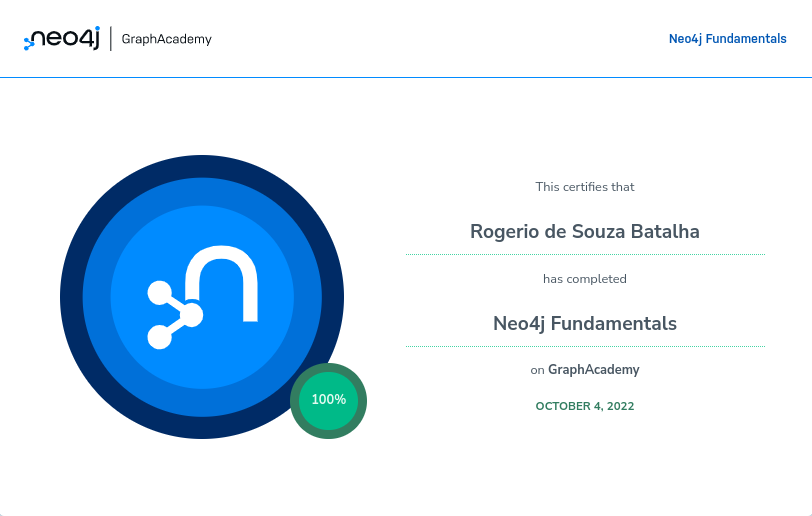 neo4j | GraphAcademy
Neo4j Fundamentals
This certifies that
Rogerio de Souza Batalha
has completed
Neo4j Fundamentals
on GraphAcademy
OCTOBER 4, 2022
100%